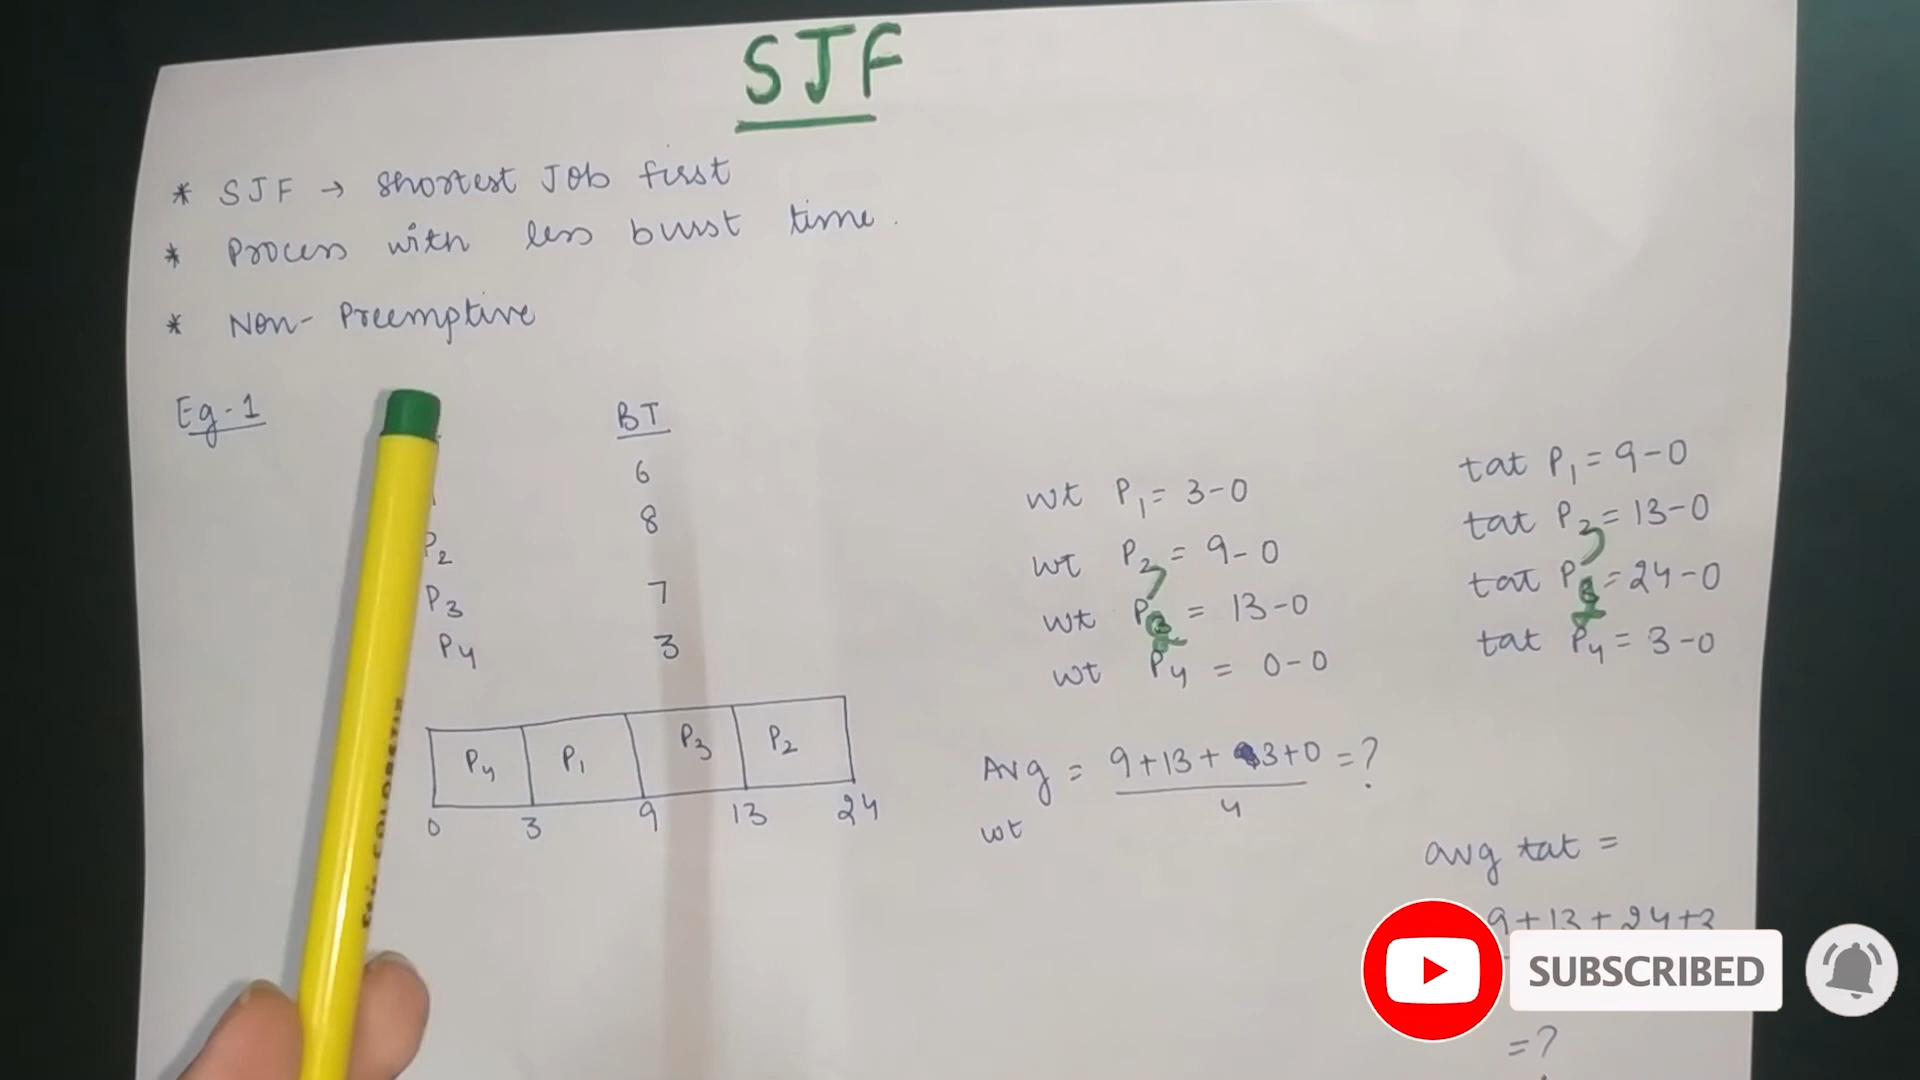 SJF
* SJF → Shortest Job first
* Process with less burst time.
* Non-Preemptive
Eg-1
BT
6
8
P2
7
P3
P4 3
P4 P1 P3 P2
0 3 9 13 24
wt P1 = 3-0
wt P2 = 9-0
wt P3 = 13-0
wt P4 = 0-0
tat P1 = 9-0
tat P3 = 13-0
tat = 24-0
tat P4 = 3-0
Avg wt = 9+13+3+0 = ?
4
avg tat =
9+13+24+3
= ?
SUBSCRIBED